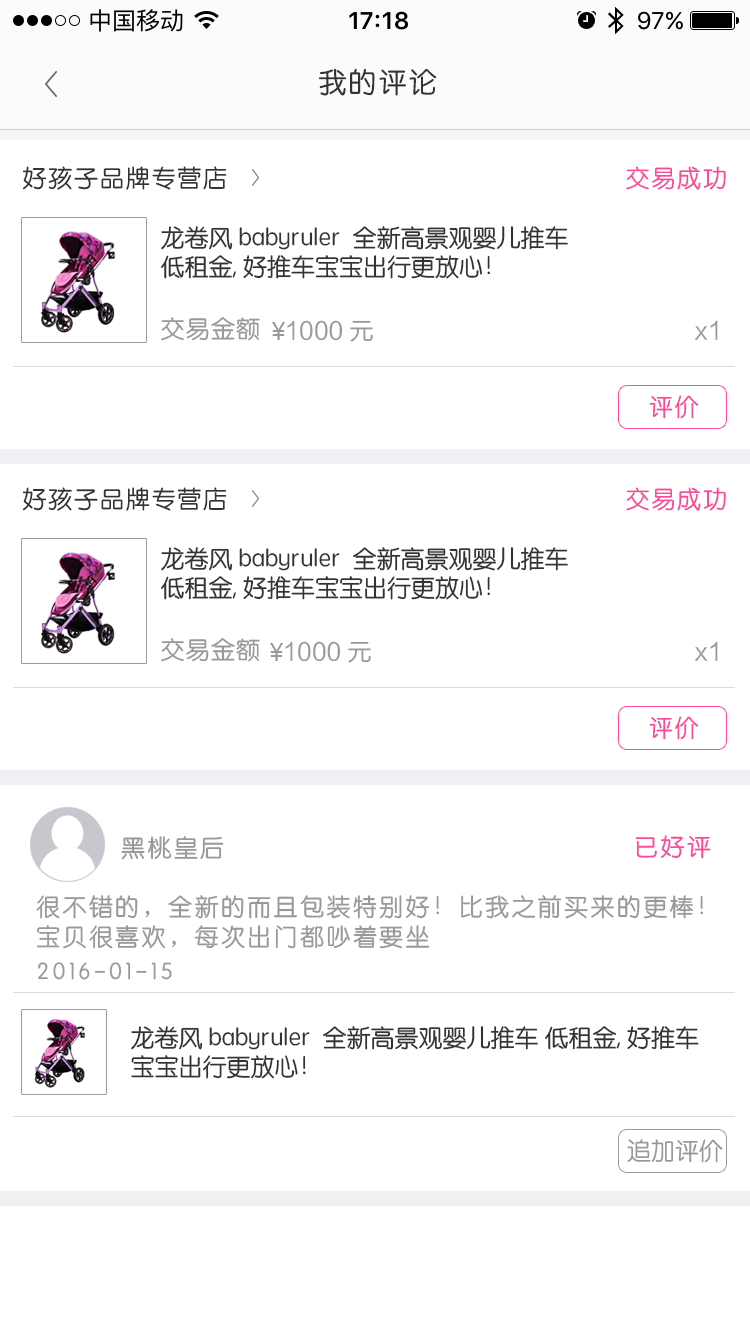 中国移动 17:18 97%
我的评论
好孩子品牌专营店 交易成功
龙卷风 babyruler 全新高景观婴儿推车
低租金, 好推车宝宝出行更放心!
交易金额 ¥1000 元 x1
评价
好孩子品牌专营店 交易成功
龙卷风 babyruler 全新高景观婴儿推车
低租金, 好推车宝宝出行更放心!
交易金额 ¥1000 元 x1
评价
黑桃皇后 已好评
很不错的，全新的而且包装特别好！比我之前买来的更棒！
宝贝很喜欢，每次出门都吵着要坐
2016-01-15
龙卷风 babyruler 全新高景观婴儿推车 低租金, 好推车
宝宝出行更放心!
追加评价